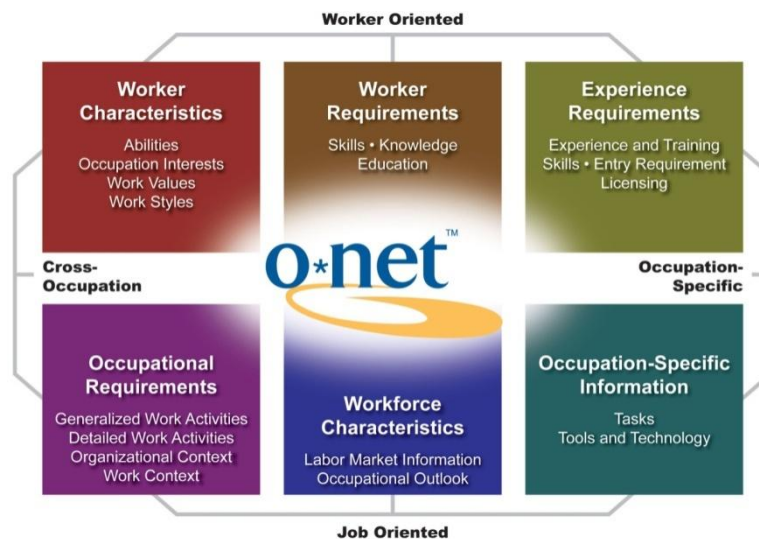 Worker Oriented
Worker
Characteristics
Abilities
Occupation Interests
Work Values
Work Styles
Worker
Requirements
Skills • Knowledge
Education
Experience
Requirements
Experience and Training
Skills • Entry Requirement
Licensing
Cross-
Occupation
o*net™
Occupation-
Specific
Occupational
Requirements
Generalized Work Activities
Detailed Work Activities
Organizational Context
Work Context
Workforce
Characteristics
Labor Market Information
Occupational Outlook
Occupation-Specific
Information
Tasks
Tools and Technology
Job Oriented